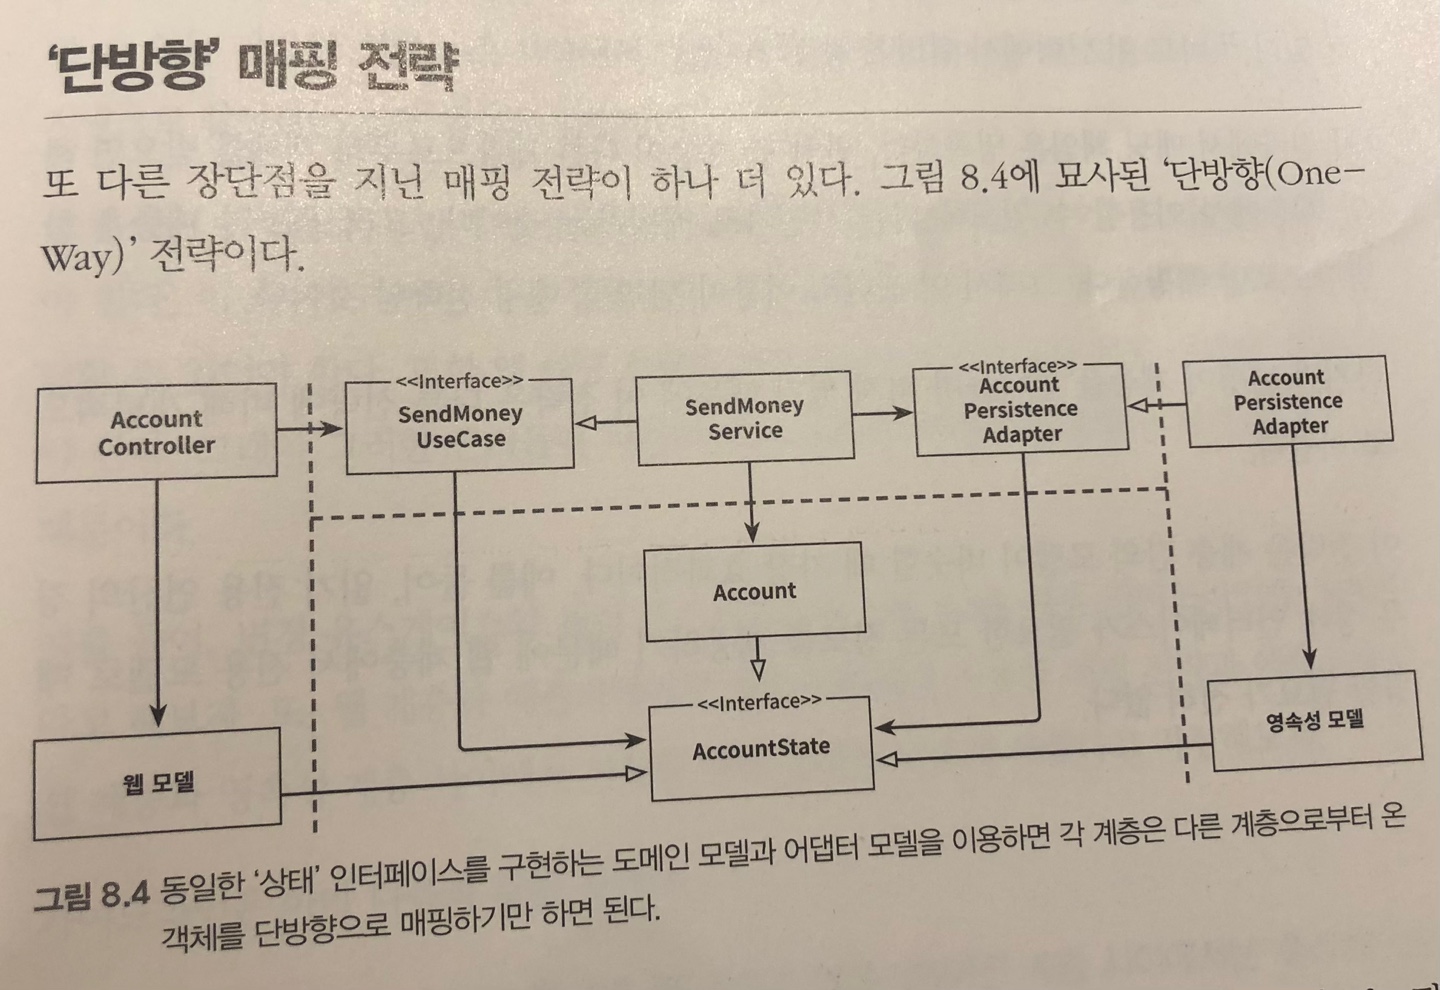 ‘단방향’ 매핑 전략
또 다른 장단점을 지닌 매핑 전략이 하나 더 있다. 그림 8.4에 묘사된 ‘단방향(One-
Way)’ 전략이다.
Account
Controller
<<Interface>>
SendMoney
UseCase
SendMoney
Service
<<Interface>>
Account
Persistence
Adapter
Account
Persistence
Adapter
Account
웹 모델
<<Interface>>
AccountState
영속성 모델
그림 8.4 동일한 ‘상태’ 인터페이스를 구현하는 도메인 모델과 어댑터 모델을 이용하면 각 계층은 다른 계층으로부터 온
객체를 단방향으로 매핑하기만 하면 된다.